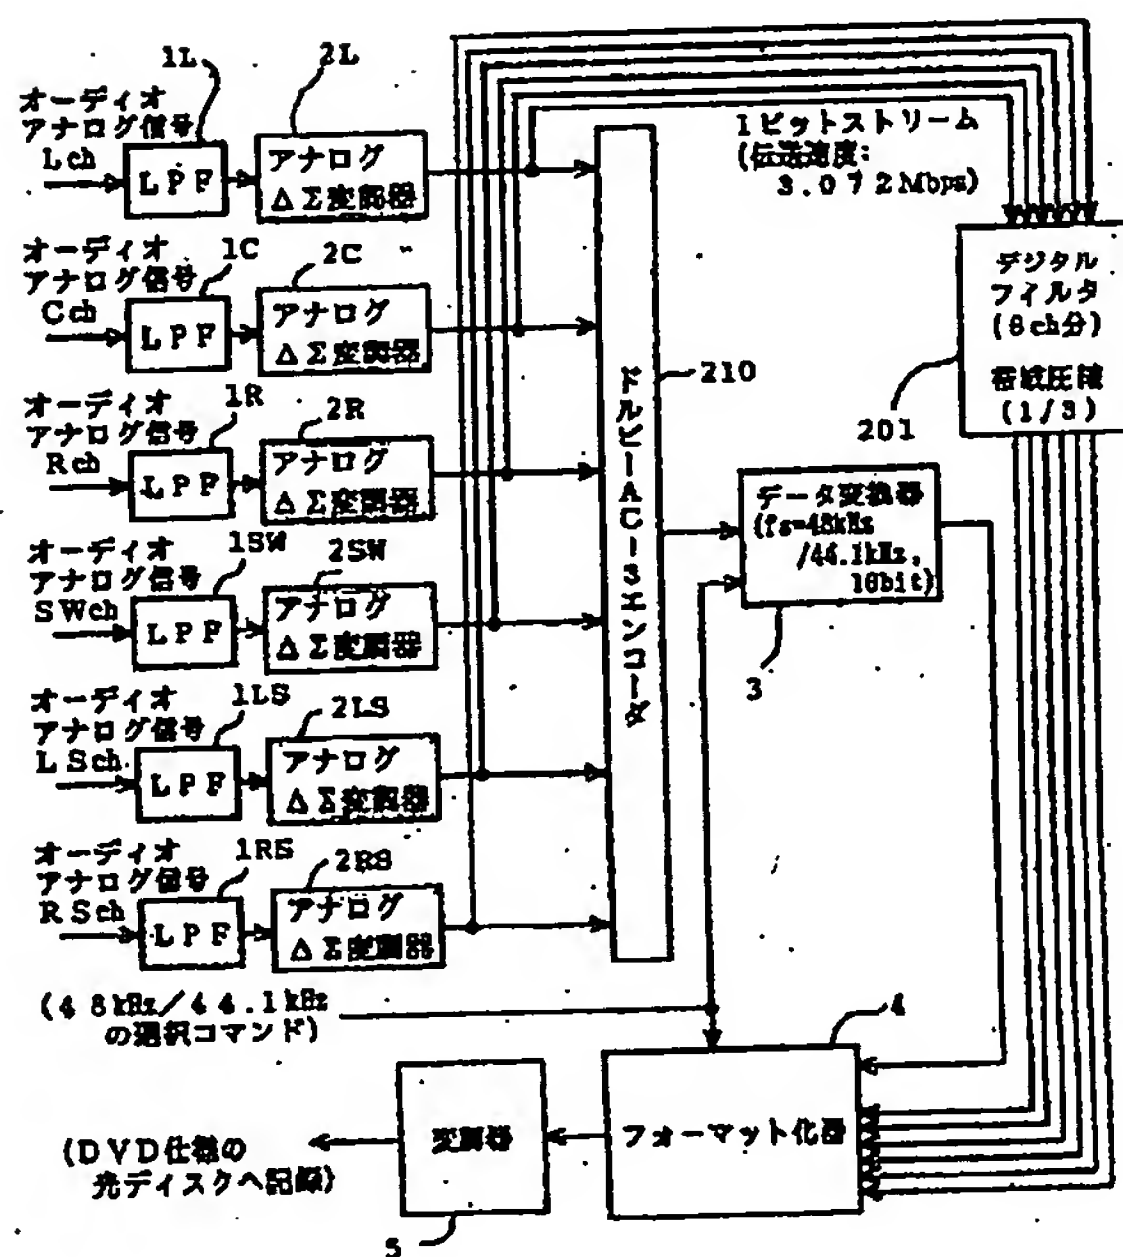 1L
2L
オーディオ
アナログ信号
Lch
LPF
アナログ
ΔΣ変調器
1ビットストリーム
(伝送速度:
3.072Mbps)
オーディオ
アナログ信号
Cch
1C
LPF
2C
アナログ
ΔΣ変調器
デジタル
フィルタ
(6ch分)
帯域圧縮
(1/3)
201
オーディオ
アナログ信号
Rch
1R
LPF
2R
アナログ
ΔΣ変調器
ドルビーAC-3エンコーダ
210
データ変換器
(fs=48kHz
/44.1kHz,
16bit)
3
オーディオ
アナログ信号
SWch
1SW
LPF
2SW
アナログ
ΔΣ変調器
オーディオ
アナログ信号
LSch
1LS
LPF
2LS
アナログ
ΔΣ変調器
オーディオ
アナログ信号
RSch
1RS
LPF
2RS
アナログ
ΔΣ変調器
(48kHz/44.1kHz
の選択コマンド)
4
フォーマット化器
変調器
5
(DVD仕様の
光ディスクへ記録)